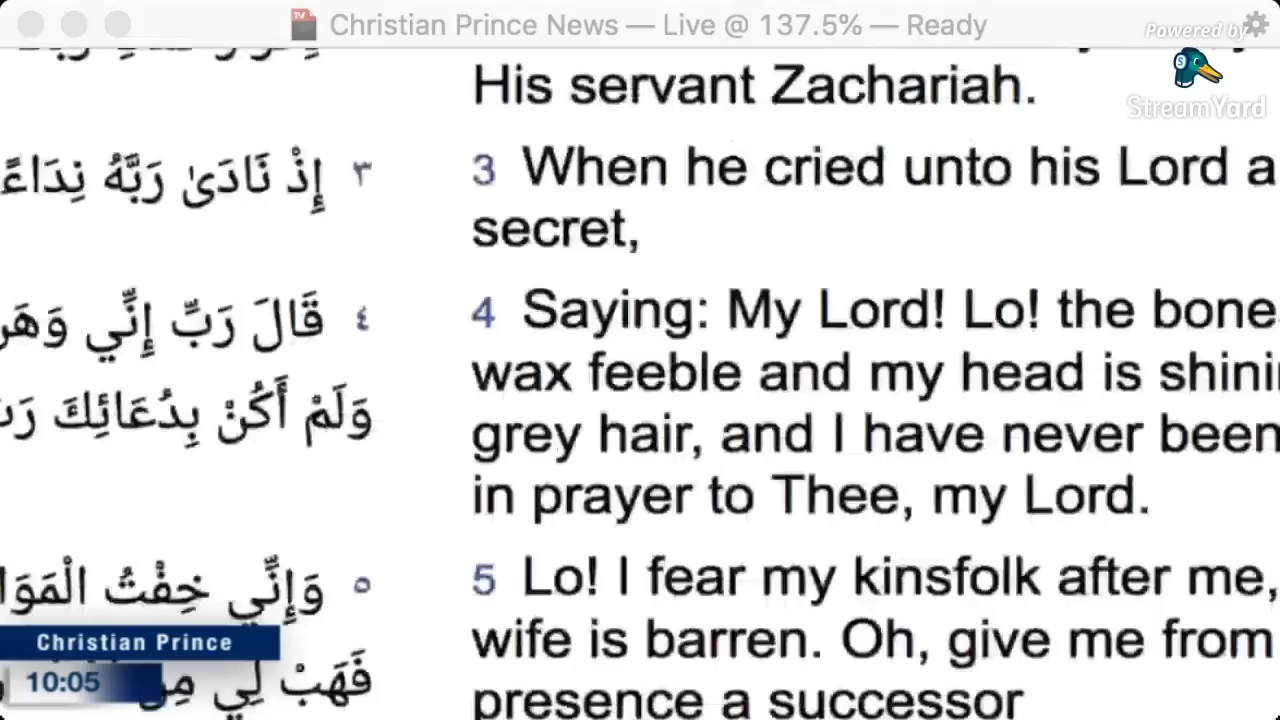 Christian Prince News — Live @ 137.5% — Ready
Powered by
StreamYard
His servant Zachariah.
٣ إِذْ نَادَىٰ رَبَّهُ نِدَاءً
3 When he cried unto his Lord a
secret,
٤ قَالَ رَبِّ إِنِّي وَهَن
وَلَمْ أَكُنْ بِدُعَائِكَ رَب
4 Saying: My Lord! Lo! the bone
wax feeble and my head is shini
grey hair, and I have never been
in prayer to Thee, my Lord.
٥ وَإِنِّي خِفْتُ الْمَوَا
فَهَبْ لِي مِن
5 Lo! I fear my kinsfolk after me,
wife is barren. Oh, give me from
presence a successor
Christian Prince
10:05